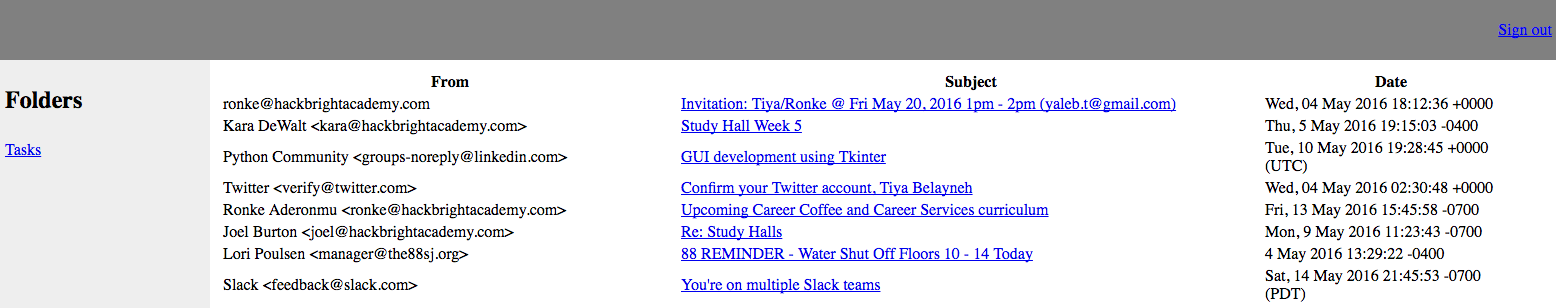 Sign out
Folders
Tasks
From Subject Date
ronke@hackbrightacademy.com Invitation: Tiya/Ronke @ Fri May 20, 2016 1pm - 2pm (yaleb.t@gmail.com) Wed, 04 May 2016 18:12:36 +0000
Kara DeWalt <kara@hackbrightacademy.com> Study Hall Week 5 Thu, 5 May 2016 19:15:03 -0400
Python Community <groups-noreply@linkedin.com> GUI development using Tkinter Tue, 10 May 2016 19:28:45 +0000
(UTC)
Twitter <verify@twitter.com> Confirm your Twitter account, Tiya Belayneh Wed, 04 May 2016 02:30:48 +0000
Ronke Aderonmu <ronke@hackbrightacademy.com> Upcoming Career Coffee and Career Services curriculum Fri, 13 May 2016 15:45:58 -0700
Joel Burton <joel@hackbrightacademy.com> Re: Study Halls Mon, 9 May 2016 11:23:43 -0700
Lori Poulsen <manager@the88sj.org> 88 REMINDER - Water Shut Off Floors 10 - 14 Today 4 May 2016 13:29:22 -0400
Slack <feedback@slack.com> You're on multiple Slack teams Sat, 14 May 2016 21:45:53 -0700
(PDT)